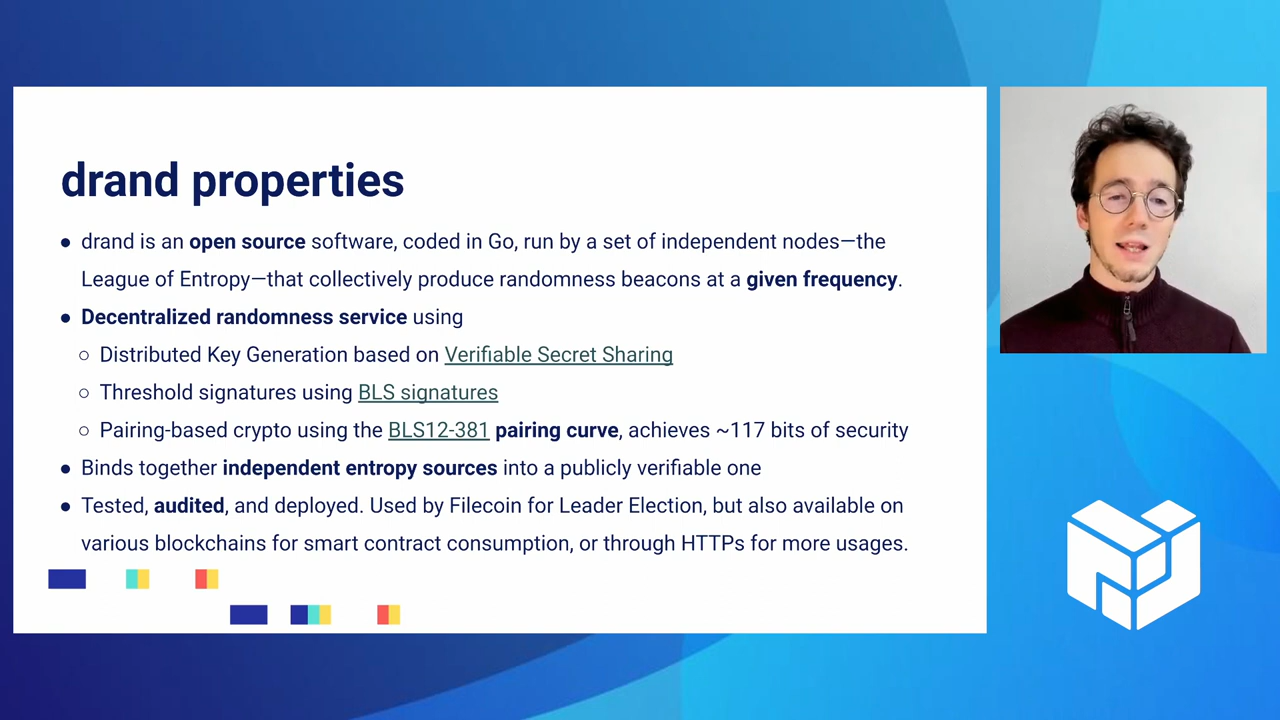 drand properties
● drand is an open source software, coded in Go, run by a set of independent nodes—the
League of Entropy—that collectively produce randomness beacons at a given frequency.
● Decentralized randomness service using
○ Distributed Key Generation based on Verifiable Secret Sharing
○ Threshold signatures using BLS signatures
○ Pairing-based crypto using the BLS12-381 pairing curve, achieves ~117 bits of security
● Binds together independent entropy sources into a publicly verifiable one
● Tested, audited, and deployed. Used by Filecoin for Leader Election, but also available on
various blockchains for smart contract consumption, or through HTTPs for more usages.